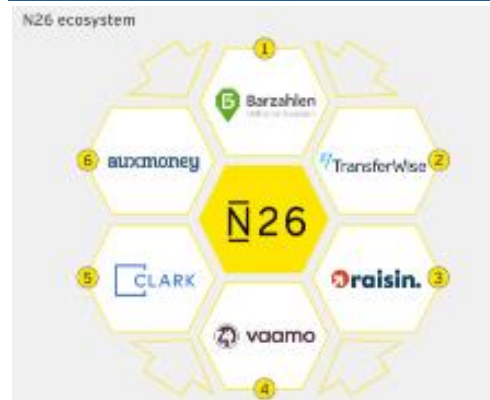 N26 ecosystem
1
Barzahlen
6
auxmoney
TransferWise
2
N26
5
CLARK
raisin.
3
vaamo
4